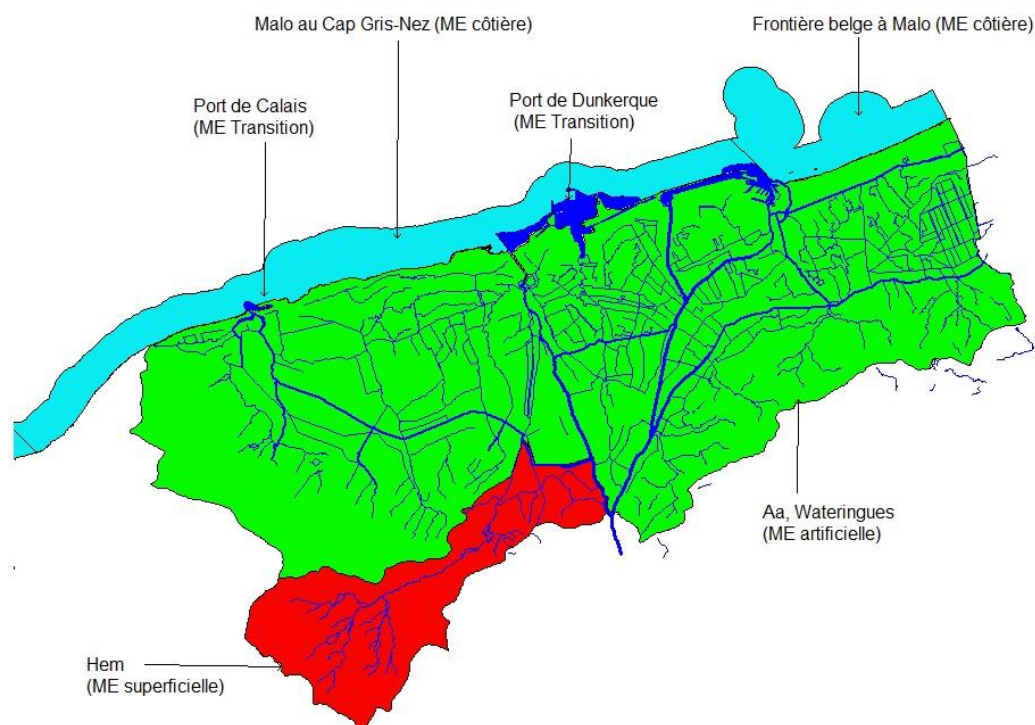 Malo au Cap Gris-Nez (ME côtière)
Frontière belge à Malo (ME côtière)
Port de Calais
(ME Transition)
Port de Dunkerque
(ME Transition)
Aa, Wateringues
(ME artificielle)
Hem
(ME superficielle)